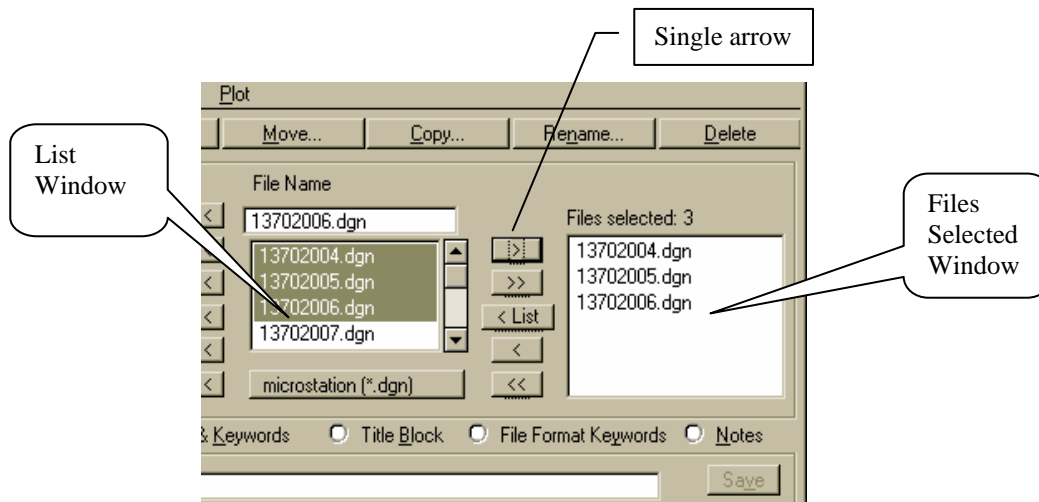 Single arrow
Plot
Move...
Copy...
Rename...
Delete
List
Window
File Name
13702006.dgn
<
<
<
<
<
<
13702004.dgn
13702005.dgn
13702006.dgn
13702007.dgn
microstation (*.dgn)
>
>>
< List
<
<<
Files selected: 3
13702004.dgn
13702005.dgn
13702006.dgn
Files
Selected
Window
& Keywords
Title Block
File Format Keywords
Notes
Save